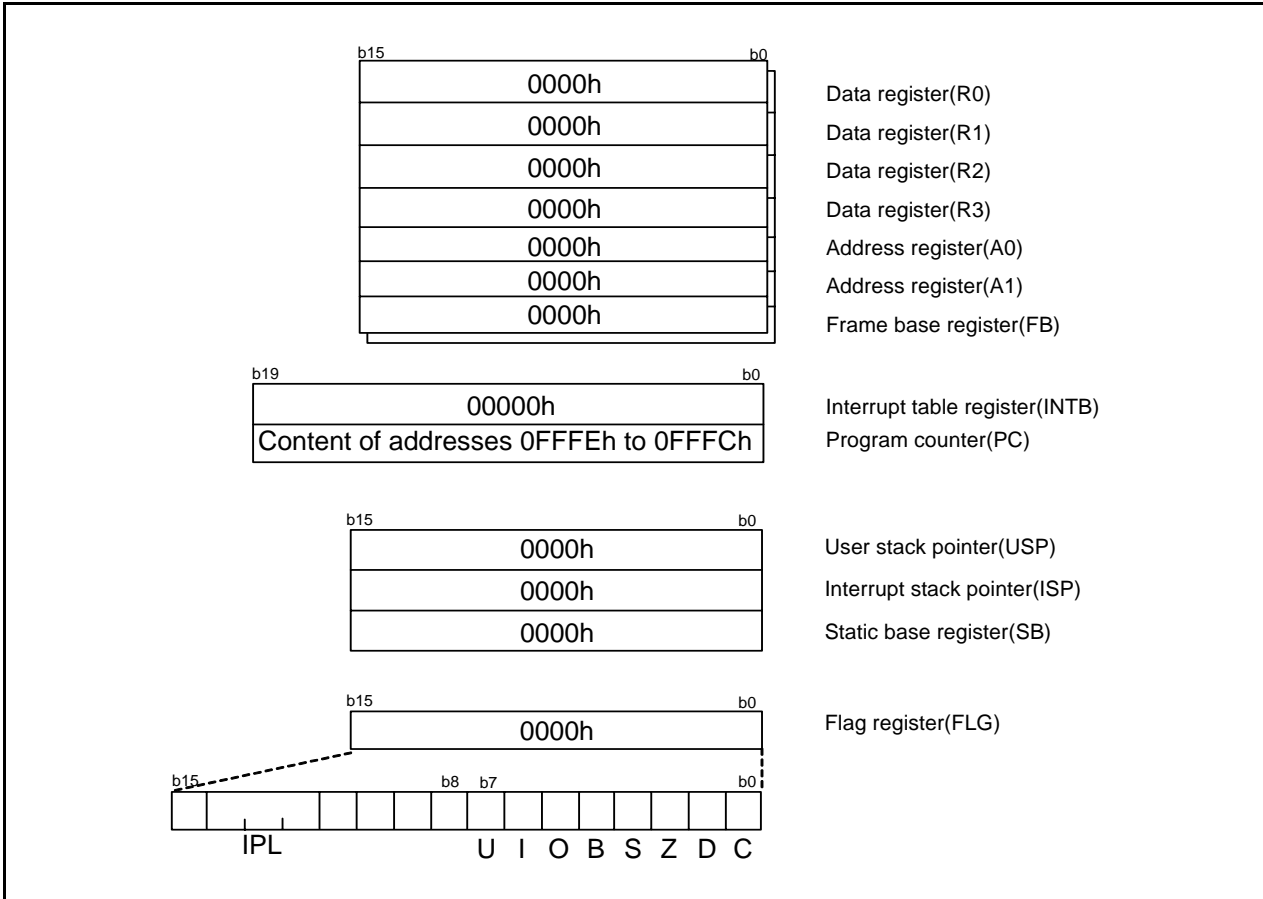 b15 b0
0000h Data register(R0)
0000h Data register(R1)
0000h Data register(R2)
0000h Data register(R3)
0000h Address register(A0)
0000h Address register(A1)
0000h Frame base register(FB)
b19 b0
00000h Interrupt table register(INTB)
Content of addresses 0FFFEh to 0FFFCh Program counter(PC)
b15 b0
0000h User stack pointer(USP)
0000h Interrupt stack pointer(ISP)
0000h Static base register(SB)
b15 b0
0000h Flag register(FLG)
b15 b8 b7 b0
IPL U I O B S Z D C